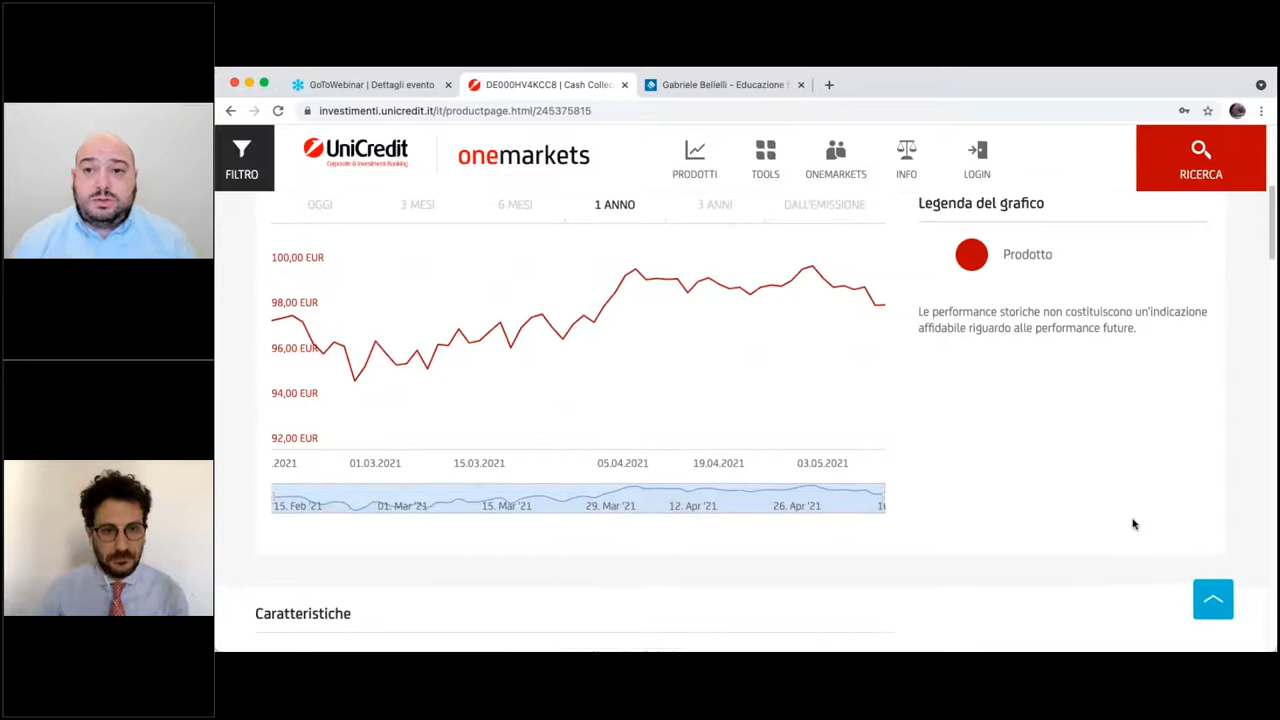 GoToWebinar | Dettagli evento
DE000HV4KCC8 | Cash Collec
Gabriele Bellelli - Educazione
investimenti.unicredit.it/it/productpage.html/245375815
FILTRO
UniCredit
Corporate & Investment Banking
onemarkets
PRODOTTI
TOOLS
ONEMARKETS
INFO
LOGIN
RICERCA
OGGI
3 MESI
6 MESI
1 ANNO
3 ANNI
DALL'EMISSIONE
Legenda del grafico
Prodotto
Le performance storiche non costituiscono un'indicazione
affidabile riguardo alle performance future.
100,00 EUR
98,00 EUR
96,00 EUR
94,00 EUR
92,00 EUR
.2021
01.03.2021
15.03.2021
05.04.2021
19.04.2021
03.05.2021
15. Feb '21
01. Mar '21
15. Mar '21
29. Mar '21
12. Apr '21
26. Apr '21
Caratteristiche